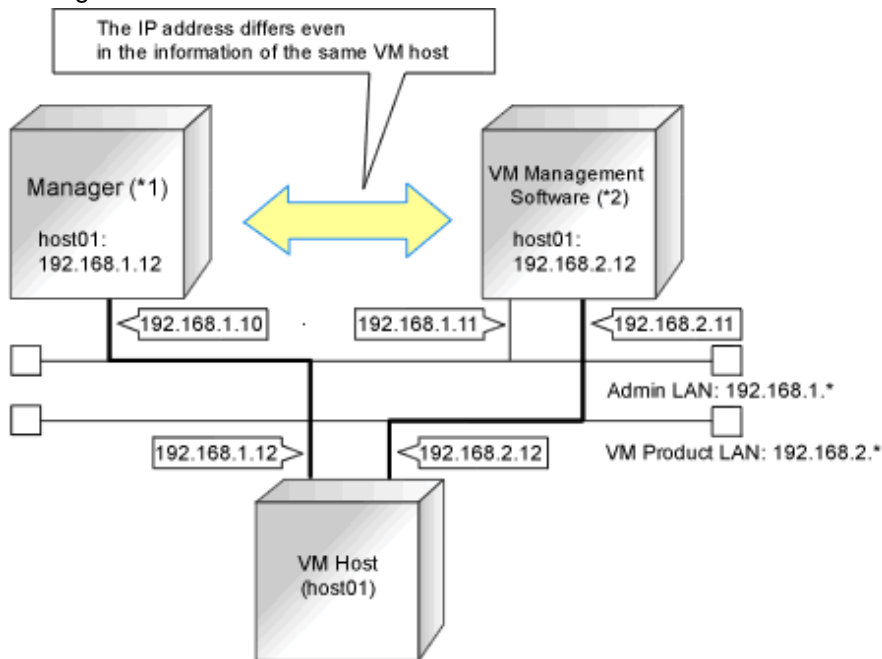 The IP address differs even
in the information of the same VM host
Manager (*1)
host01:
192.168.1.12
VM Management
Software (*2)
host01:
192.168.2.12
192.168.1.10
192.168.1.11
192.168.2.11
Admin LAN: 192.168.1.*
192.168.1.12
192.168.2.12
VM Product LAN: 192.168.2.*
VM Host
(host01)